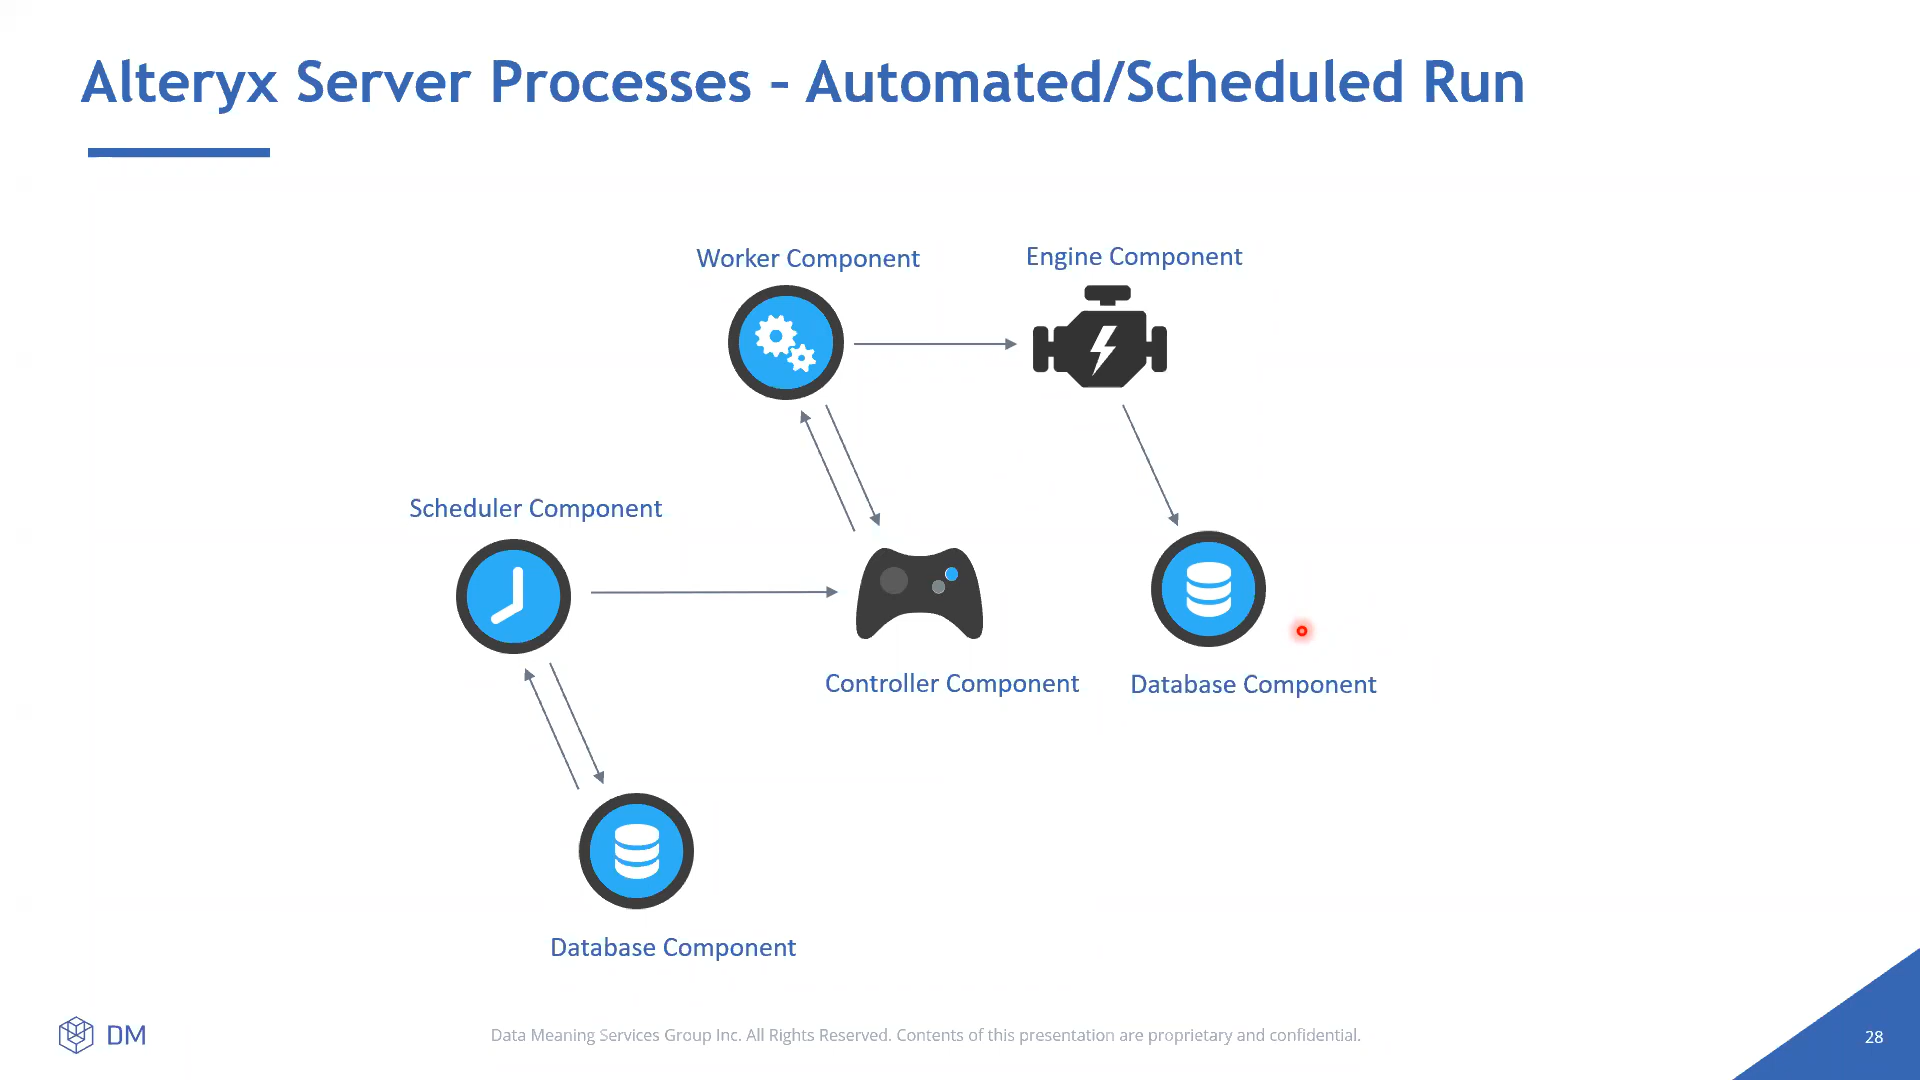 Alteryx Server Processes - Automated/Scheduled Run
Worker Component
Engine Component
Scheduler Component
Controller Component
Database Component
Database Component
DM
Data Meaning Services Group Inc. All Rights Reserved. Contents of this presentation are proprietary and confidential.
28